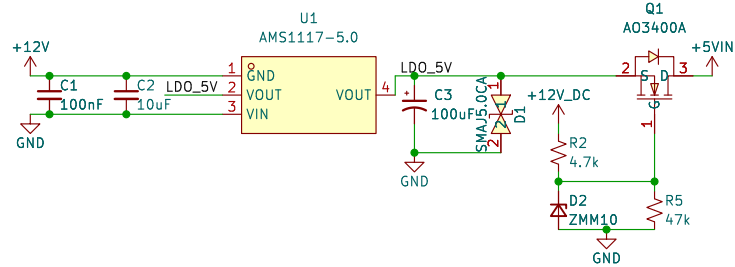 U1
AMS1117-5.0
Q1
AO3400A
+12V
1
GND
LDO_5V
2
VOUT
3
VIN
VOUT
4
LDO_5V
C1
100nF
C2
10uF
GND
C3
100uF
+
GND
SMAJ5.0CA
1
1
2
2
D1
+12V_DC
2
S
D
3
G
1
+5VIN
R2
4.7k
D2
ZMM10
R5
47k
GND